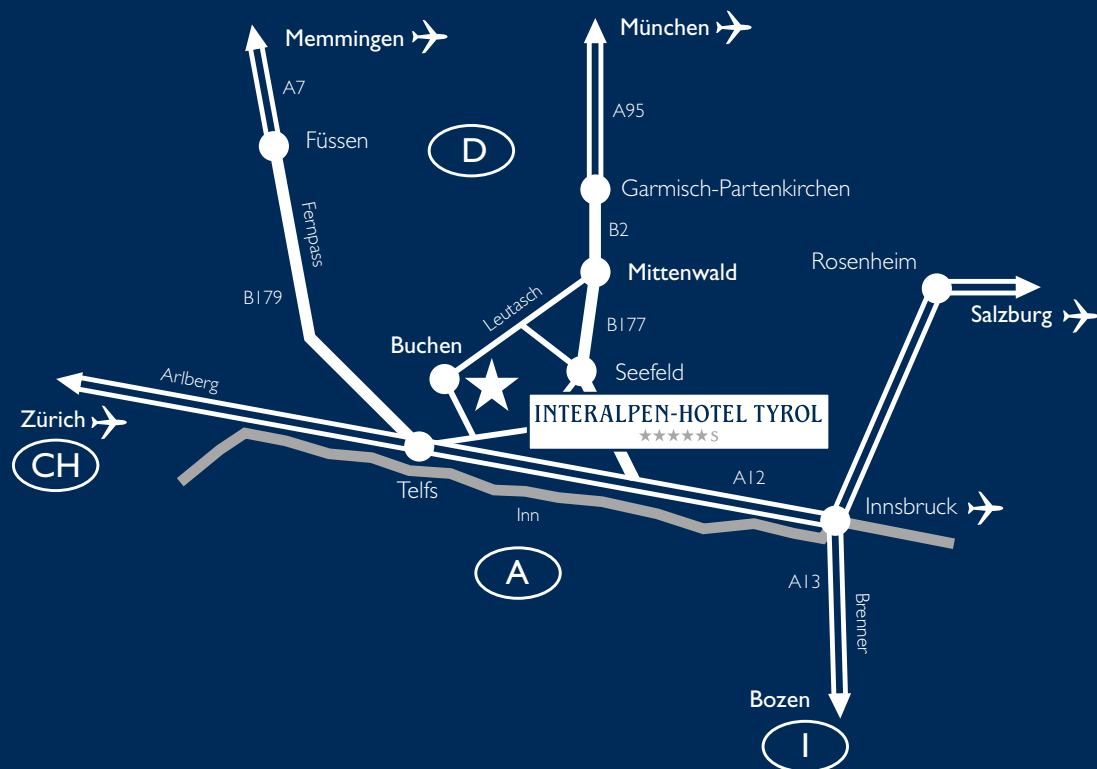 Memmingen
München
A7
A95
Füssen
D
Garmisch-Partenkirchen
Fernpass
B2
Rosenheim
Mittenwald
B179
Leutasch
B177
Salzburg
Buchen
Seefeld
Arlberg
INTERALPEN-HOTEL TYROL
★★★★★S
Zürich
CH
Telfs
A12
Inn
Innsbruck
A
A13
Brenner
Bozen
I